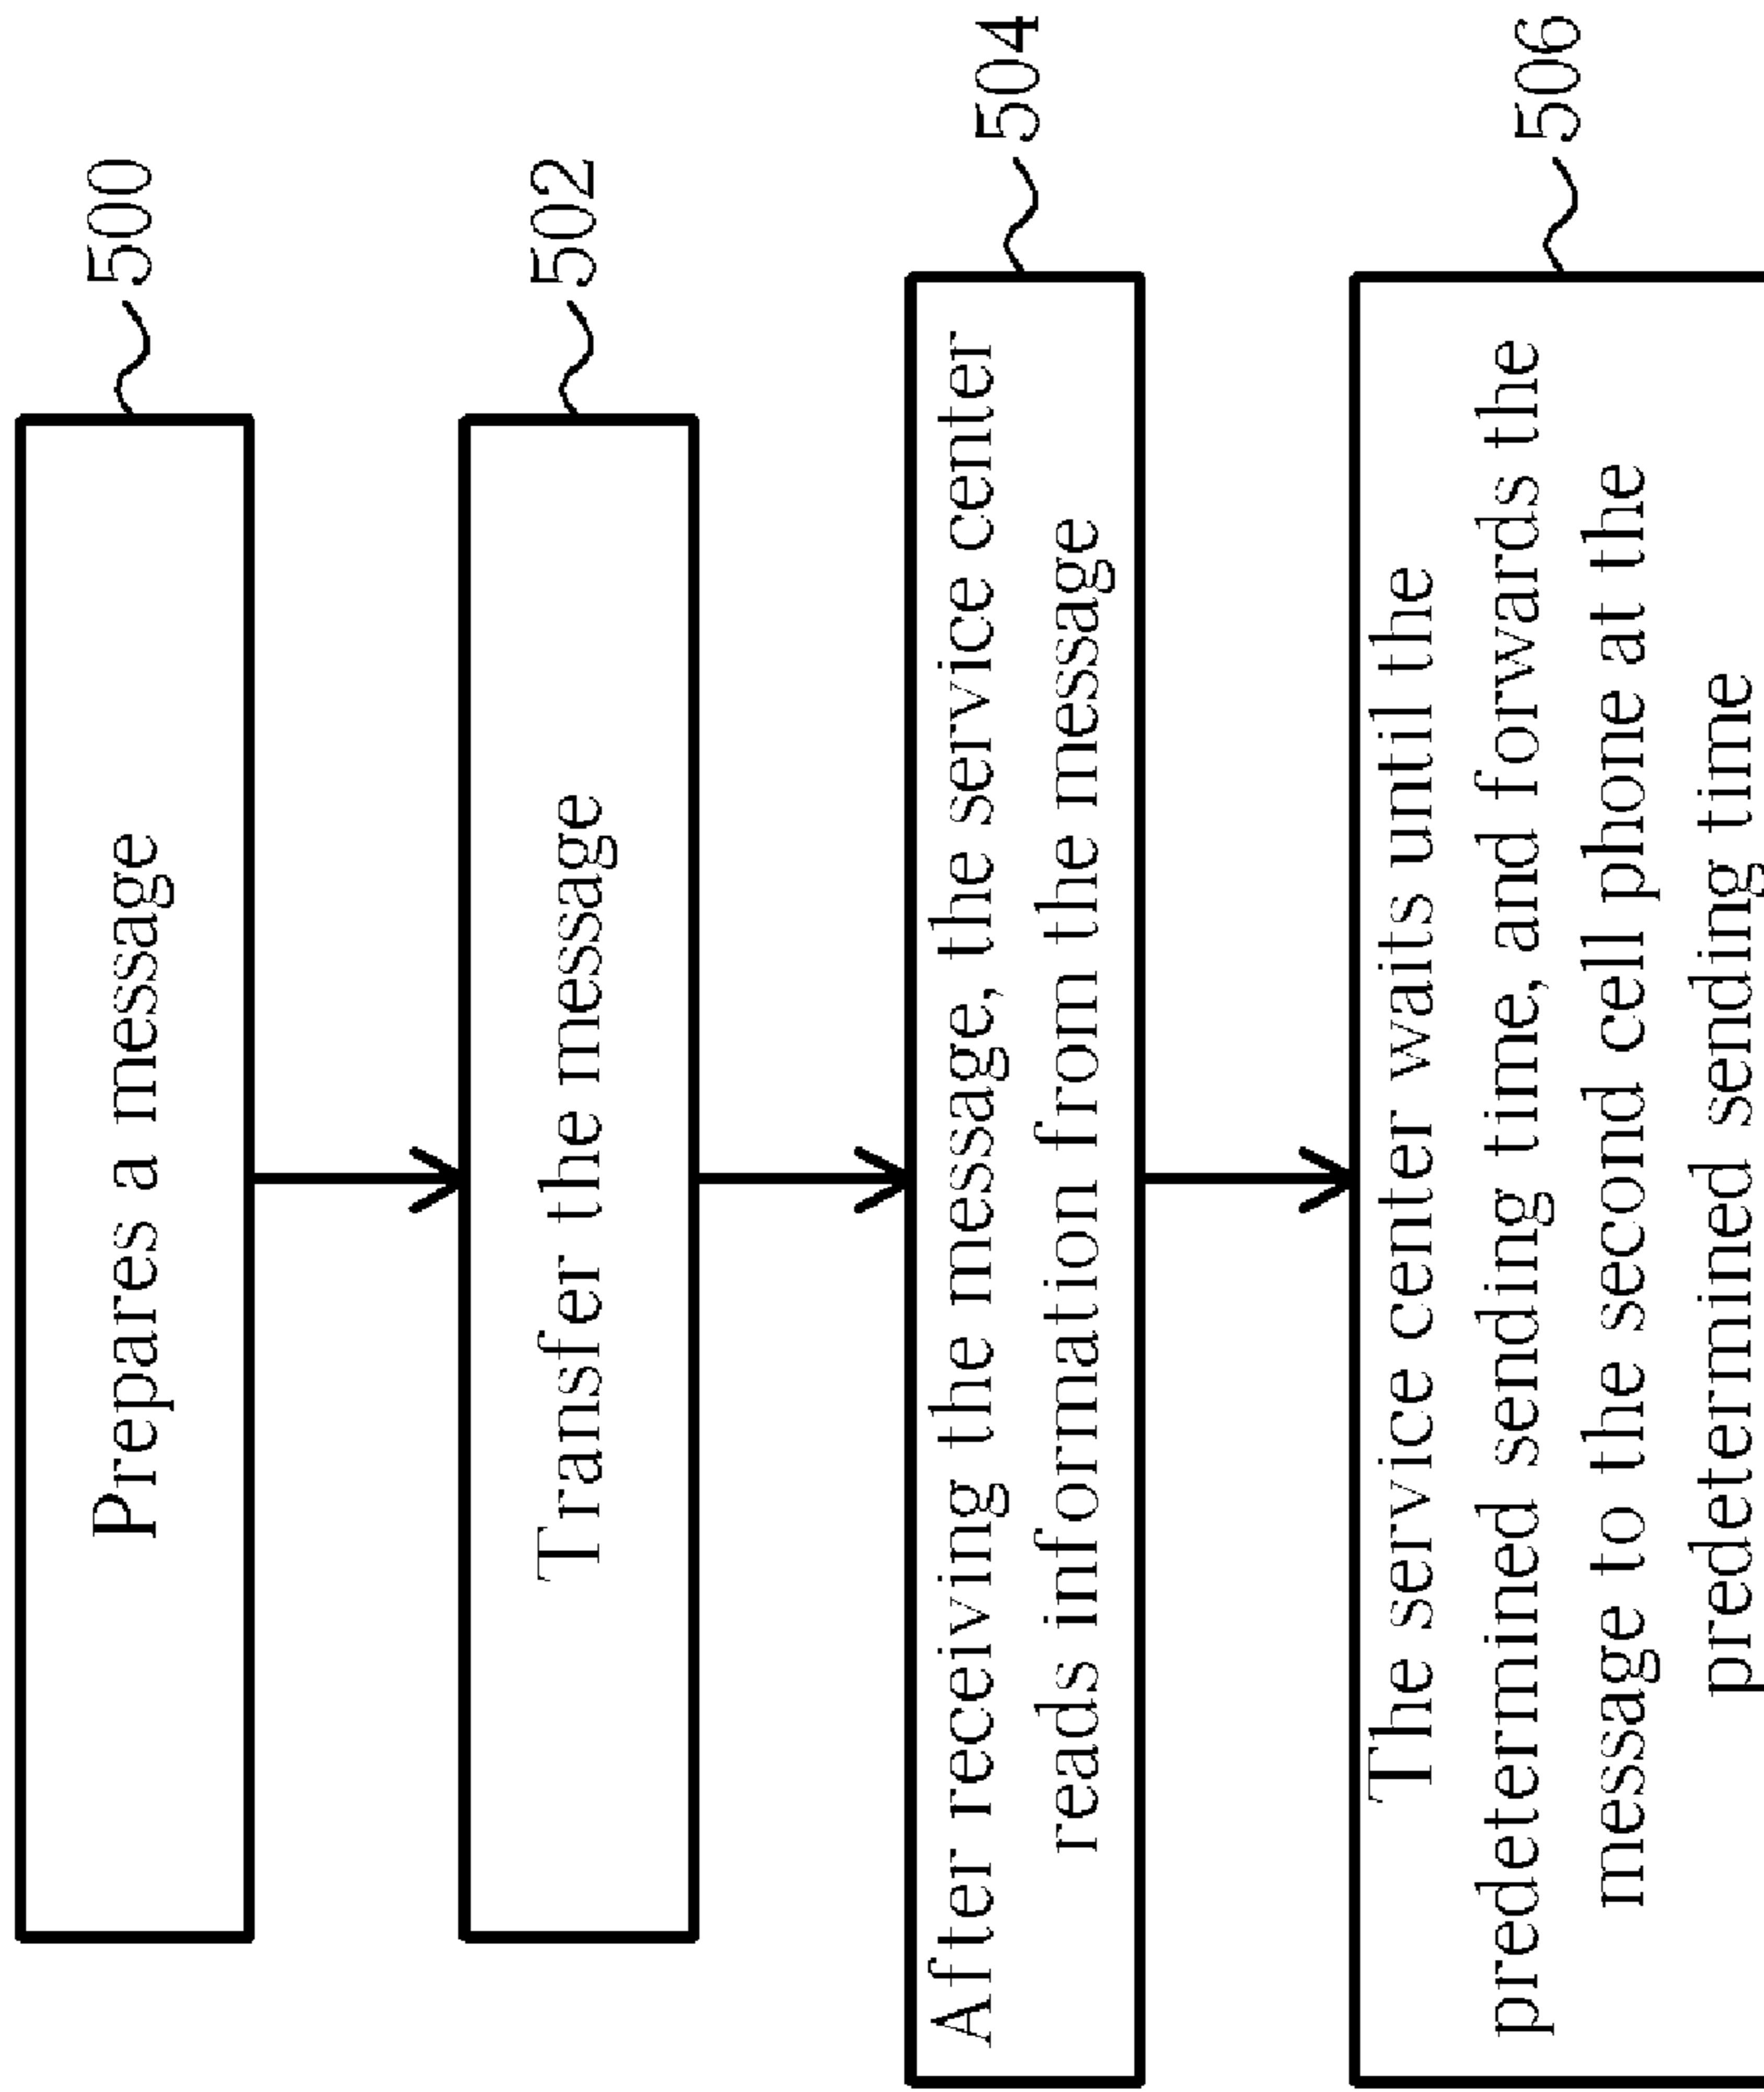 Prepares a message
500
Transfer the message
502
After receiving the message, the service center
reads information from the message
504
The service center waits until the
predetermined sending time, and forwards the
message to the second cell phone at the
predetermined sending time
506